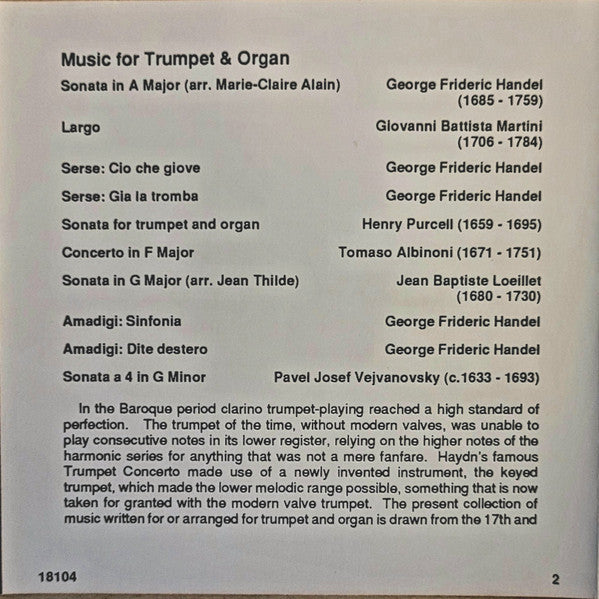 Music for Trumpet & Organ
Sonata in A Major (arr. Marie-Claire Alain) George Frideric Handel
(1685 - 1759)
Largo Giovanni Battista Martini
(1706 - 1784)
Serse: Cio che giove George Frideric Handel
Serse: Gia la tromba George Frideric Handel
Sonata for trumpet and organ Henry Purcell (1659 - 1695)
Concerto in F Major Tomaso Albinoni (1671 - 1751)
Sonata in G Major (arr. Jean Thilde) Jean Baptiste Loeillet
(1680 - 1730)
Amadigi: Sinfonia George Frideric Handel
Amadigi: Dite destero George Frideric Handel
Sonata a 4 in G Minor Pavel Josef Vejvanovsky (c.1633 - 1693)
In the Baroque period clarino trumpet-playing reached a high standard of
perfection. The trumpet of the time, without modern valves, was unable to
play consecutive notes in its lower register, relying on the higher notes of the
harmonic series for anything that was not a mere fanfare. Haydn's famous
Trumpet Concerto made use of a newly invented instrument, the keyed
trumpet, which made the lower melodic range possible, something that is now
taken for granted with the modern valve trumpet. The present collection of
music written for or arranged for trumpet and organ is drawn from the 17th and
18104 2